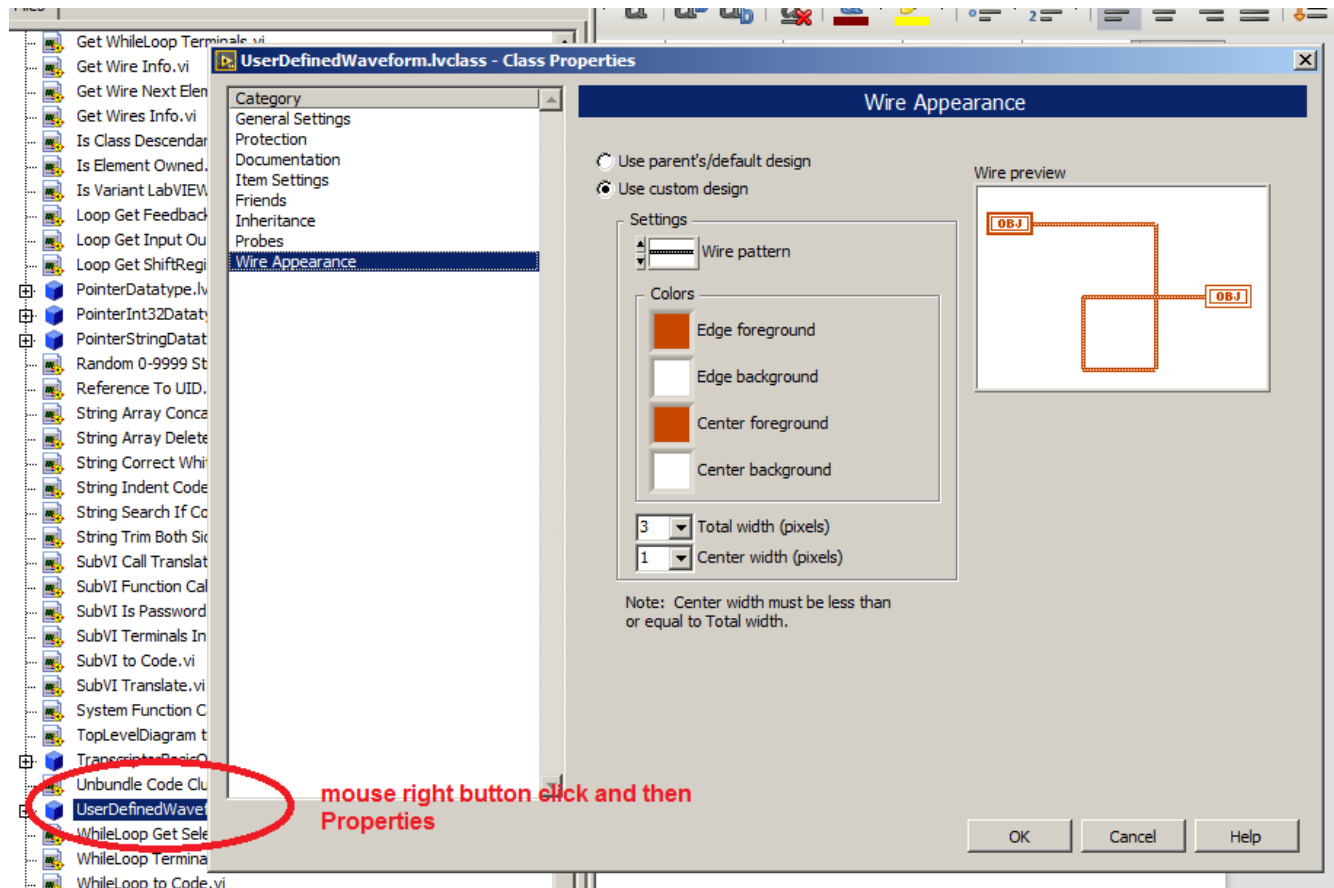 Files
Get WhileLoop Terminals.vi
Get Wire Info.vi
Get Wire Next Elem
Get Wires Info.vi
Is Class Descendan
Is Element Owned.
Is Variant LabVIEW
Loop Get Feedback
Loop Get Input Ou
Loop Get ShiftRegi
PointerDatatype.lv
PointerInt32Dataty
PointerStringDatat
Random 0-9999 St
Reference To UID.
String Array Conca
String Array Delete
String Correct Whi
String Indent Code
String Search If Co
String Trim Both Sid
SubVI Call Translat
SubVI Function Cal
SubVI Is Password
SubVI Terminals In
SubVI to Code.vi
SubVI Translate.vi
System Function C
TopLevelDiagram t
TranscriptorBasicO
Unbundle Code Clu
UserDefinedWavef
WhileLoop Get Sele
WhileLoop Termina
WhileLoop to Code.vi
UserDefinedWaveform.lvclass - Class Properties
Category
General Settings
Protection
Documentation
Item Settings
Friends
Inheritance
Probes
Wire Appearance
Wire Appearance
Use parent's/default design
Use custom design
Settings
Wire pattern
Colors
Edge foreground
Edge background
Center foreground
Center background
3 Total width (pixels)
1 Center width (pixels)
Note: Center width must be less than
or equal to Total width.
Wire preview
OBJ
OBJ
mouse right button click and then
Properties
OK Cancel Help